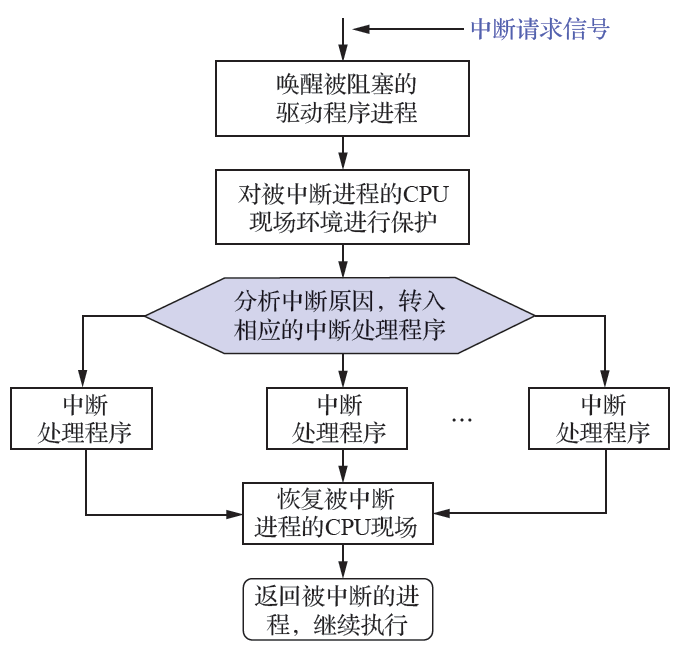 中断请求信号
唤醒被阻塞的
驱动程序进程
对被中断进程的CPU
现场环境进行保护
分析中断原因，转入
相应的中断处理程序
中断
处理程序
中断
处理程序
…
中断
处理程序
恢复被中断
进程的CPU现场
返回被中断的进
程，继续执行